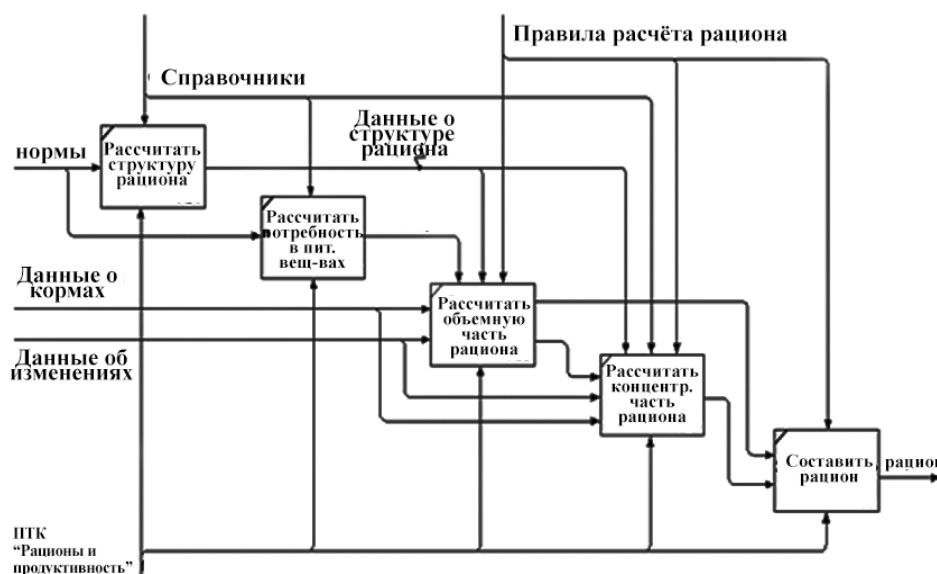 Правила расчёта рациона
Справочники
Данные о
структуре
рациона
нормы
Рассчитать
структуру
рациона
Рассчитать
потребность
в пит.
вещ-вах
Данные о
кормах
Рассчитать
объемную
часть
рациона
Данные об
изменениях
Рассчитать
концентр.
часть
рациона
Составить
рацион
рацион
ПТК
“Рационы и
продуктивность”